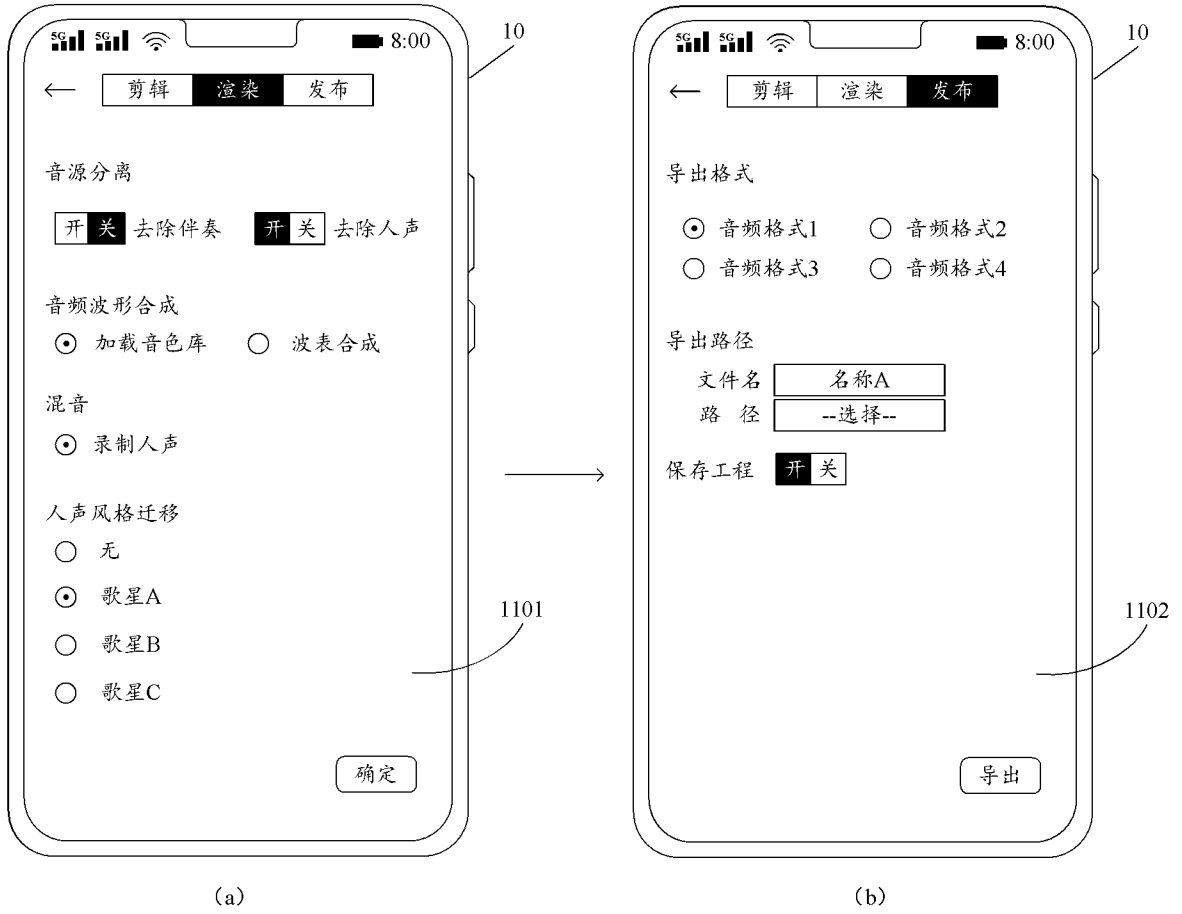 5G 5G 8:00
10
← 剪辑 渲染 发布
音源分离
开 关 去除伴奏 开 关 去除人声
音频波形合成
加载音色库 波表合成
混音
录制人声
人声风格迁移
无
歌星A
歌星B
歌星C
1101
确定
(a)
5G 5G 8:00
10
← 剪辑 渲染 发布
导出格式
音频格式1 音频格式2
音频格式3 音频格式4
导出路径
文件名 名称A
路 径 --选择--
保存工程 开 关
1102
导出
(b)